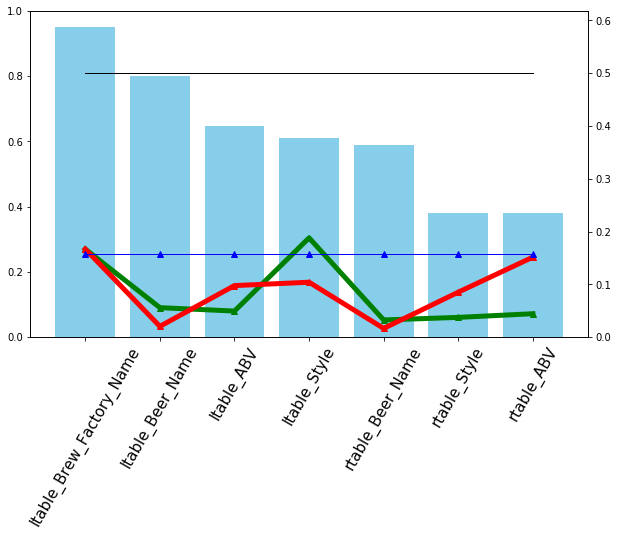 1.0
0.8
0.6
0.4
0.2
0.0
0.6
0.5
0.4
0.3
0.2
0.1
0.0
ltable_Brew_Factory_Name
ltable_Beer_Name
ltable_ABV
ltable_Style
rtable_Beer_Name
rtable_Style
rtable_ABV